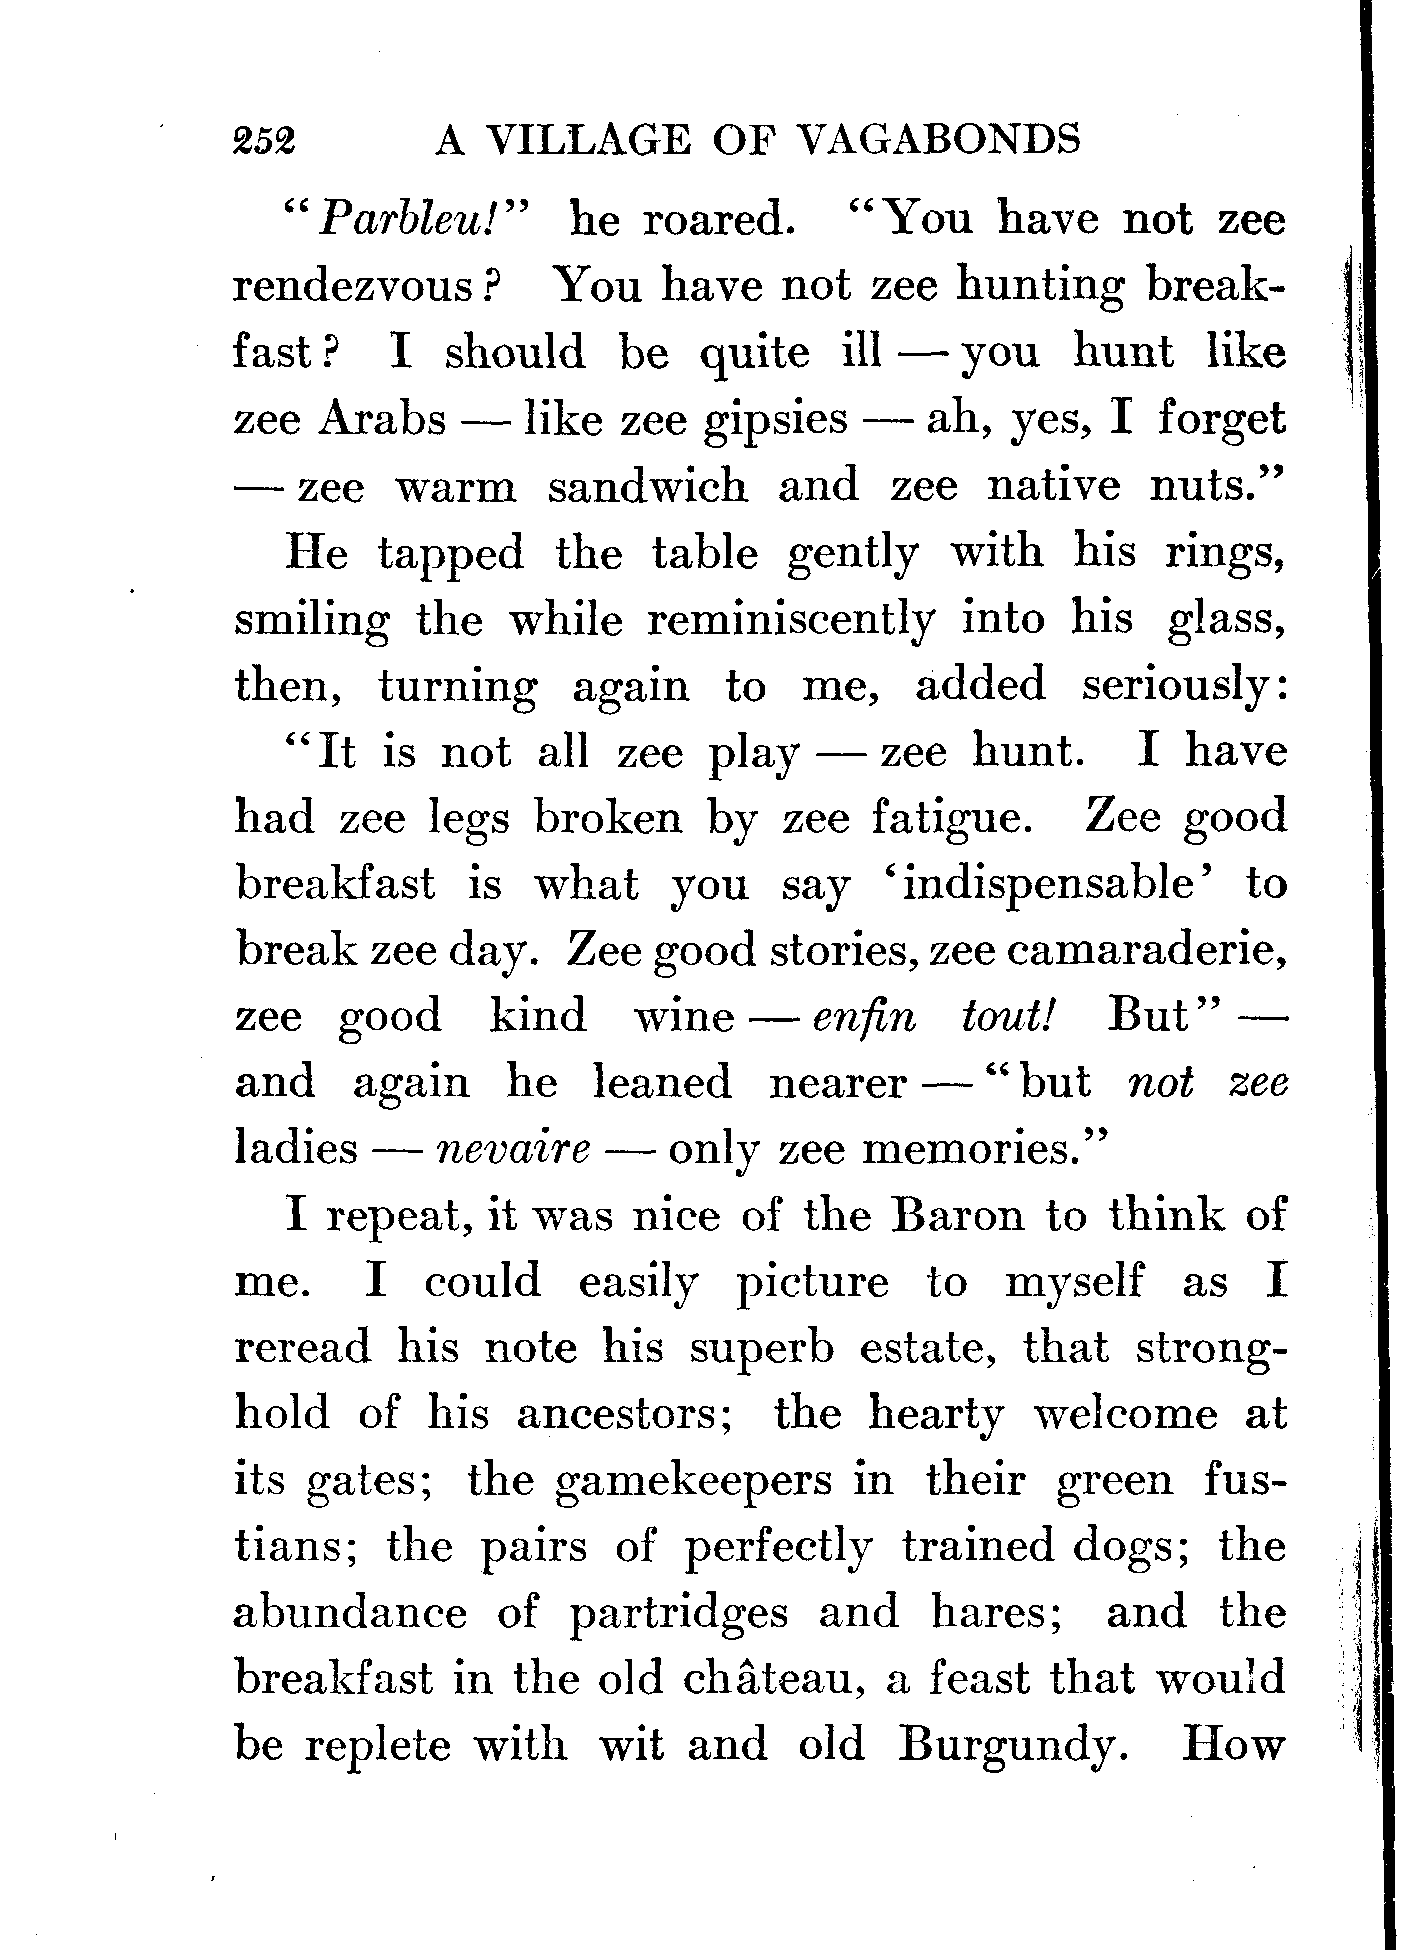 252 A VILLAGE OF VAGABONDS
“Parbleu!” he roared. “You have not zee
rendezvous? You have not zee hunting break-
fast? I should be quite ill — you hunt like
zee Arabs — like zee gipsies — ah, yes, I forget
— zee warm sandwich and zee native nuts.”
He tapped the table gently with his rings,
smiling the while reminiscently into his glass,
then, turning again to me, added seriously:
“It is not all zee play — zee hunt. I have
had zee legs broken by zee fatigue. Zee good
breakfast is what you say ‘indispensable’ to
break zee day. Zee good stories, zee camaraderie,
zee good kind wine — enfin tout! But” —
and again he leaned nearer — “but not zee
ladies — nevaire — only zee memories.”
I repeat, it was nice of the Baron to think of
me. I could easily picture to myself as I
reread his note his superb estate, that strong-
hold of his ancestors; the hearty welcome at
its gates; the gamekeepers in their green fus-
tians; the pairs of perfectly trained dogs; the
abundance of partridges and hares; and the
breakfast in the old château, a feast that would
be replete with wit and old Burgundy. How